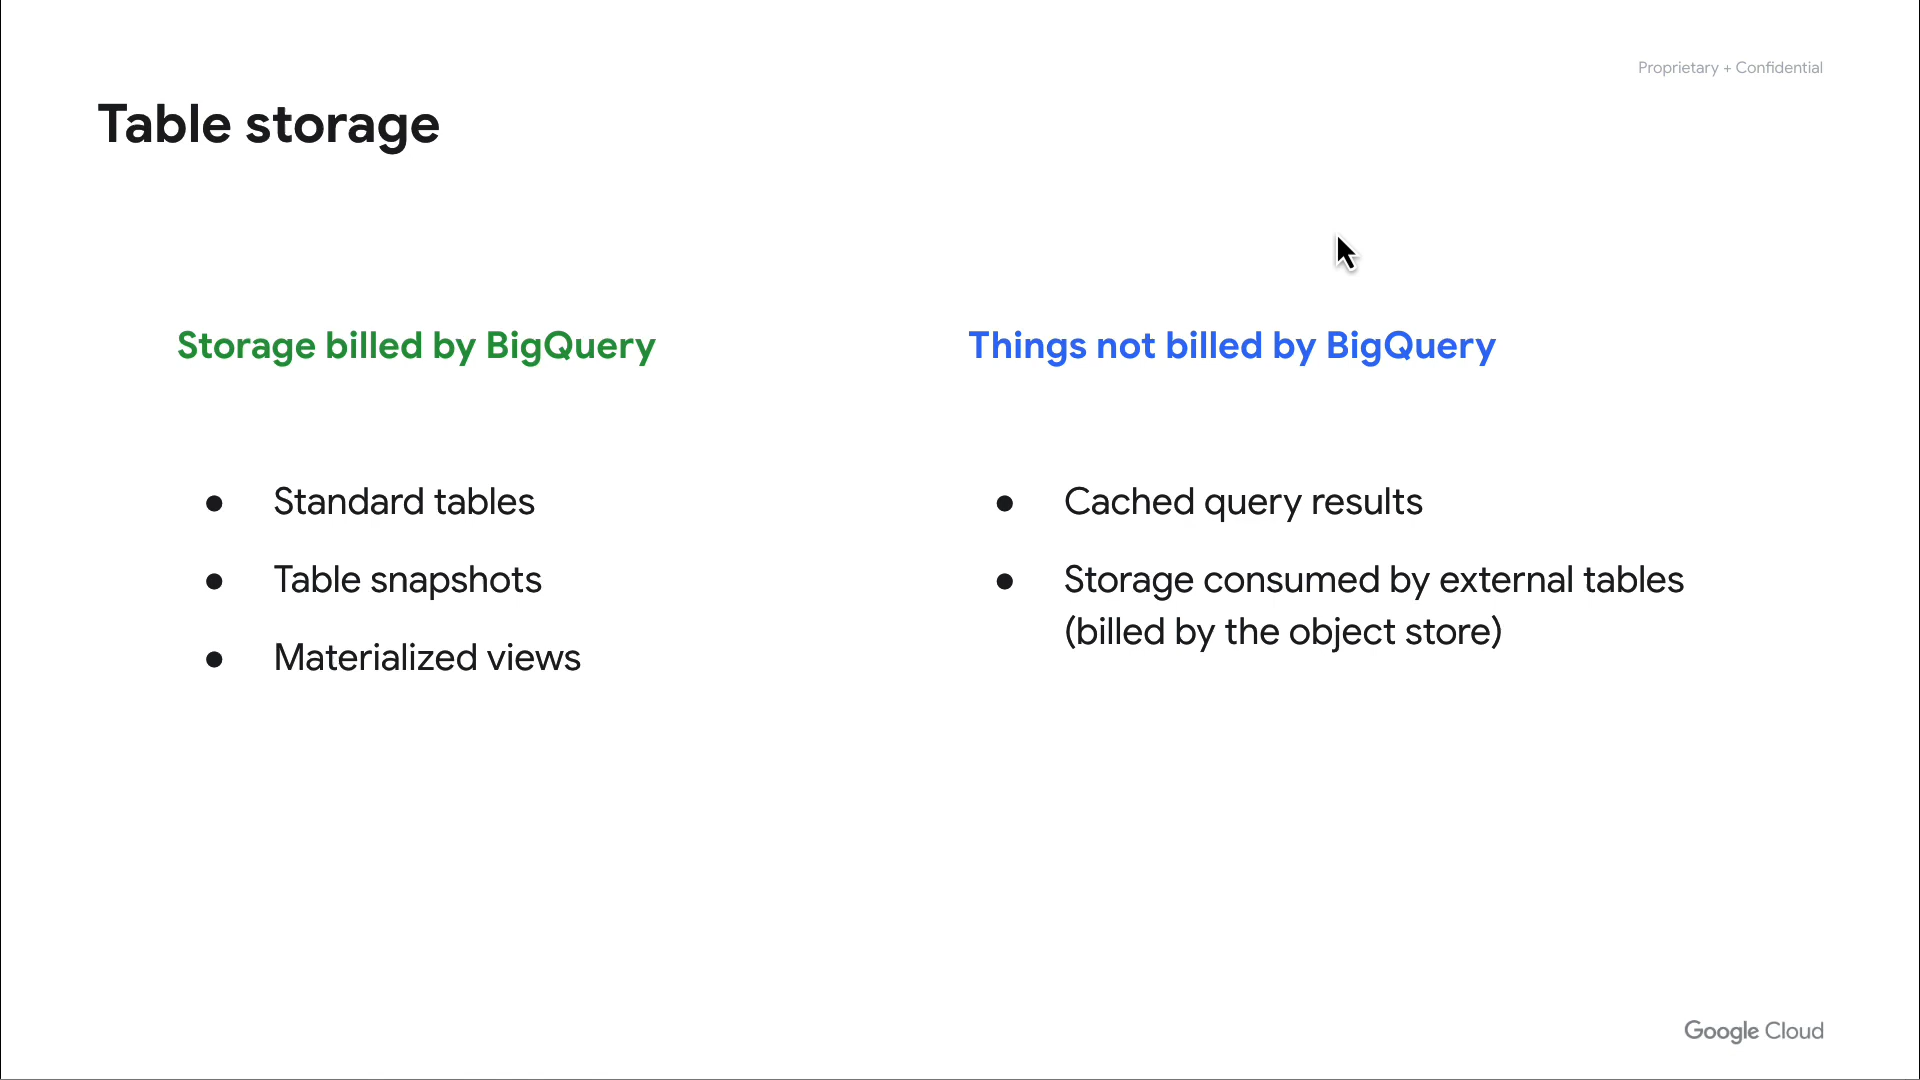 Proprietary + Confidential
Table storage
Storage billed by BigQuery
● Standard tables
● Table snapshots
● Materialized views
Things not billed by BigQuery
● Cached query results
● Storage consumed by external tables
(billed by the object store)
Google Cloud